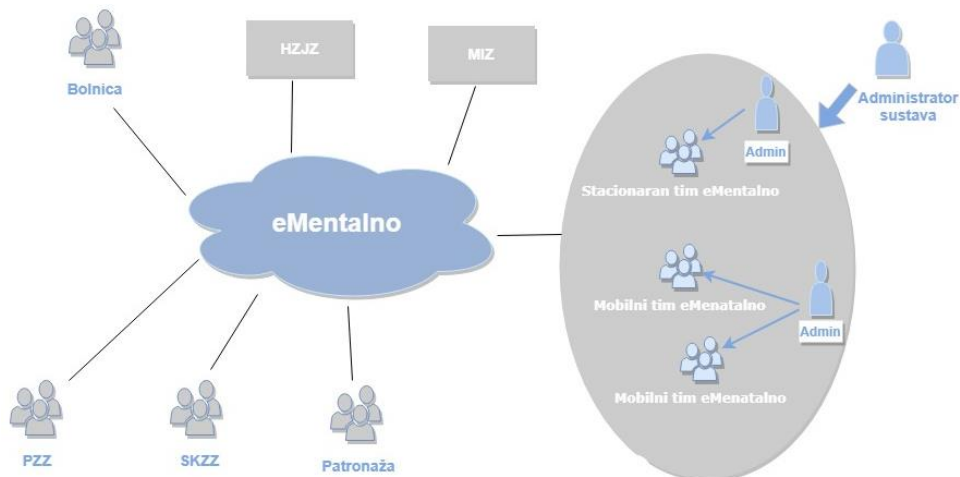 Bolnica
HZJZ
MIZ
Administrator
sustava
Admin
Stacionaran tim eMentalno
eMentalno
Mobilni tim eMenatalno
Admin
Mobilni tim eMenatalno
PZZ
SKZZ
Patronaža